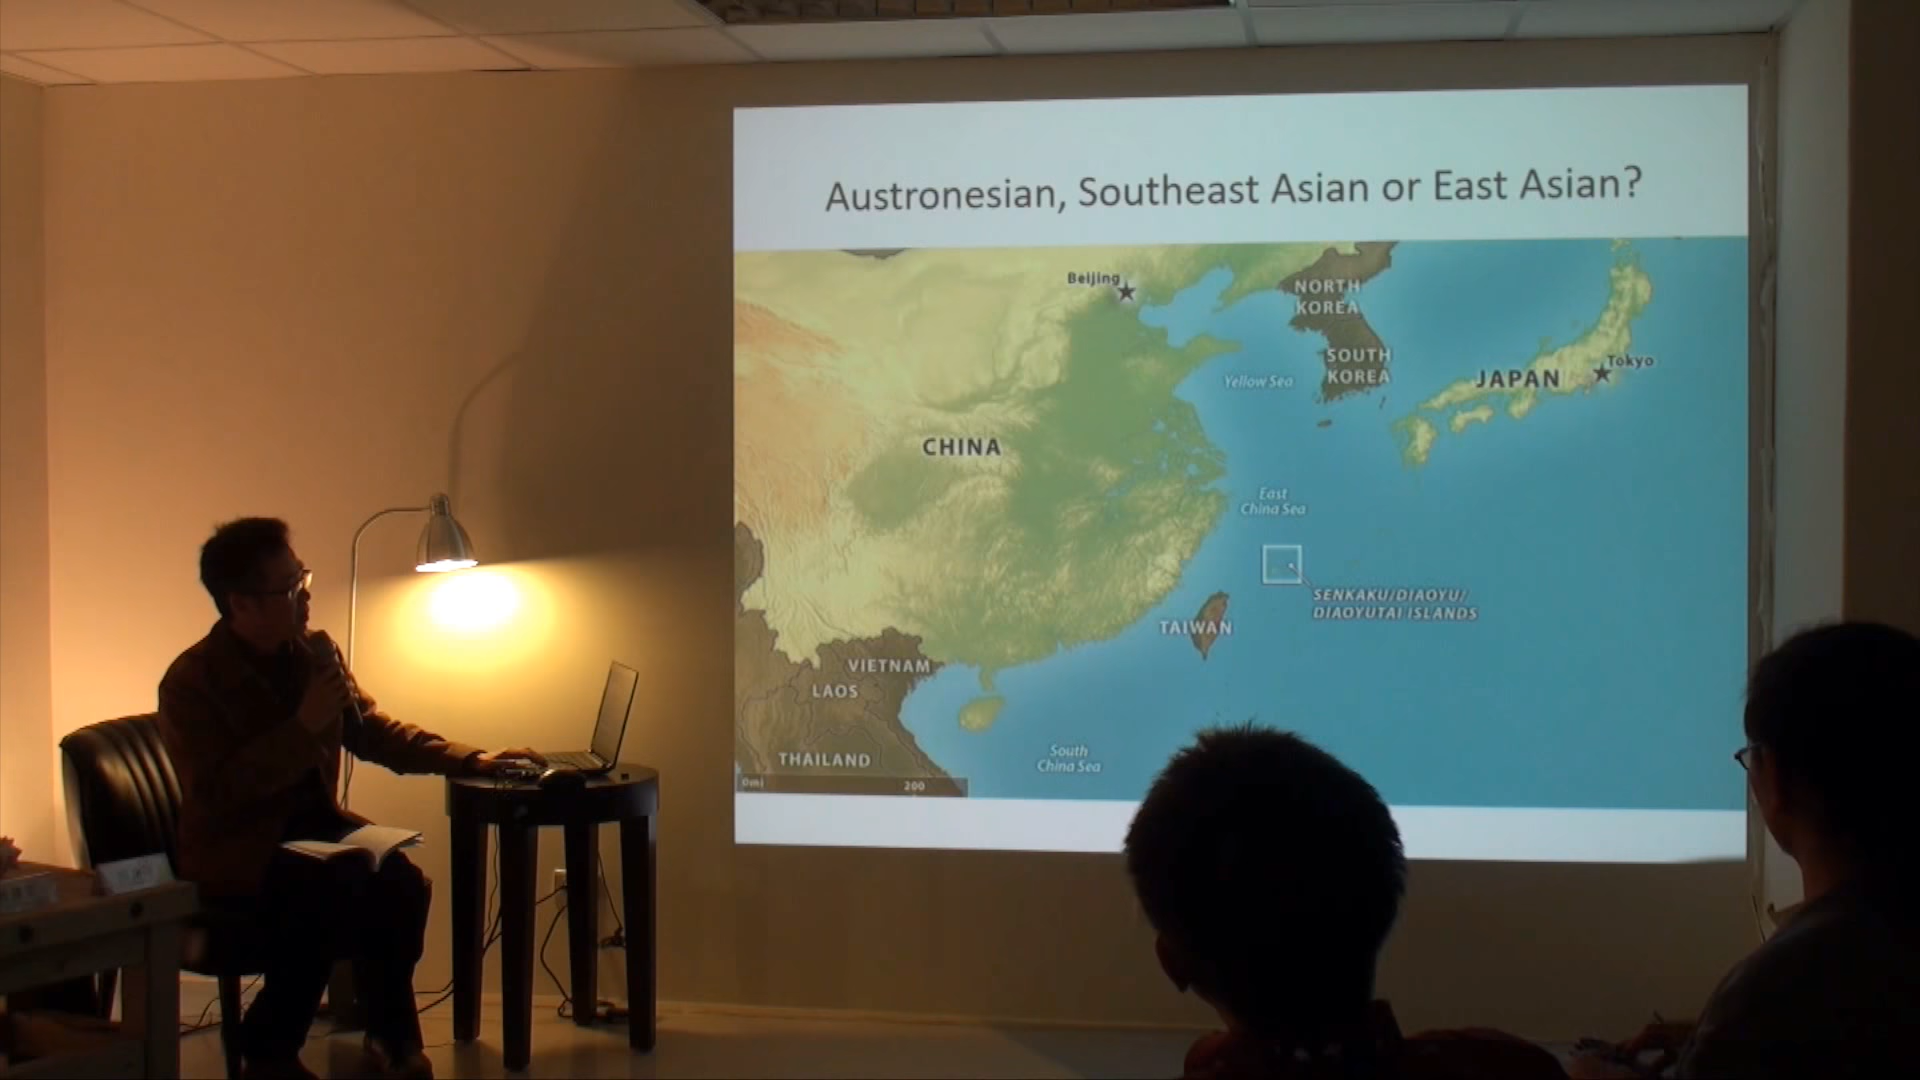 Austronesian, Southeast Asian or East Asian?
Beijing
NORTH
KOREA
SOUTH
KOREA
Yellow Sea
JAPAN
Tokyo
CHINA
East
China Sea
SENKAKU/DIAOYU/
DIAOYUTAI ISLANDS
TAIWAN
VIETNAM
LAOS
THAILAND
South
China Sea
0mi
200